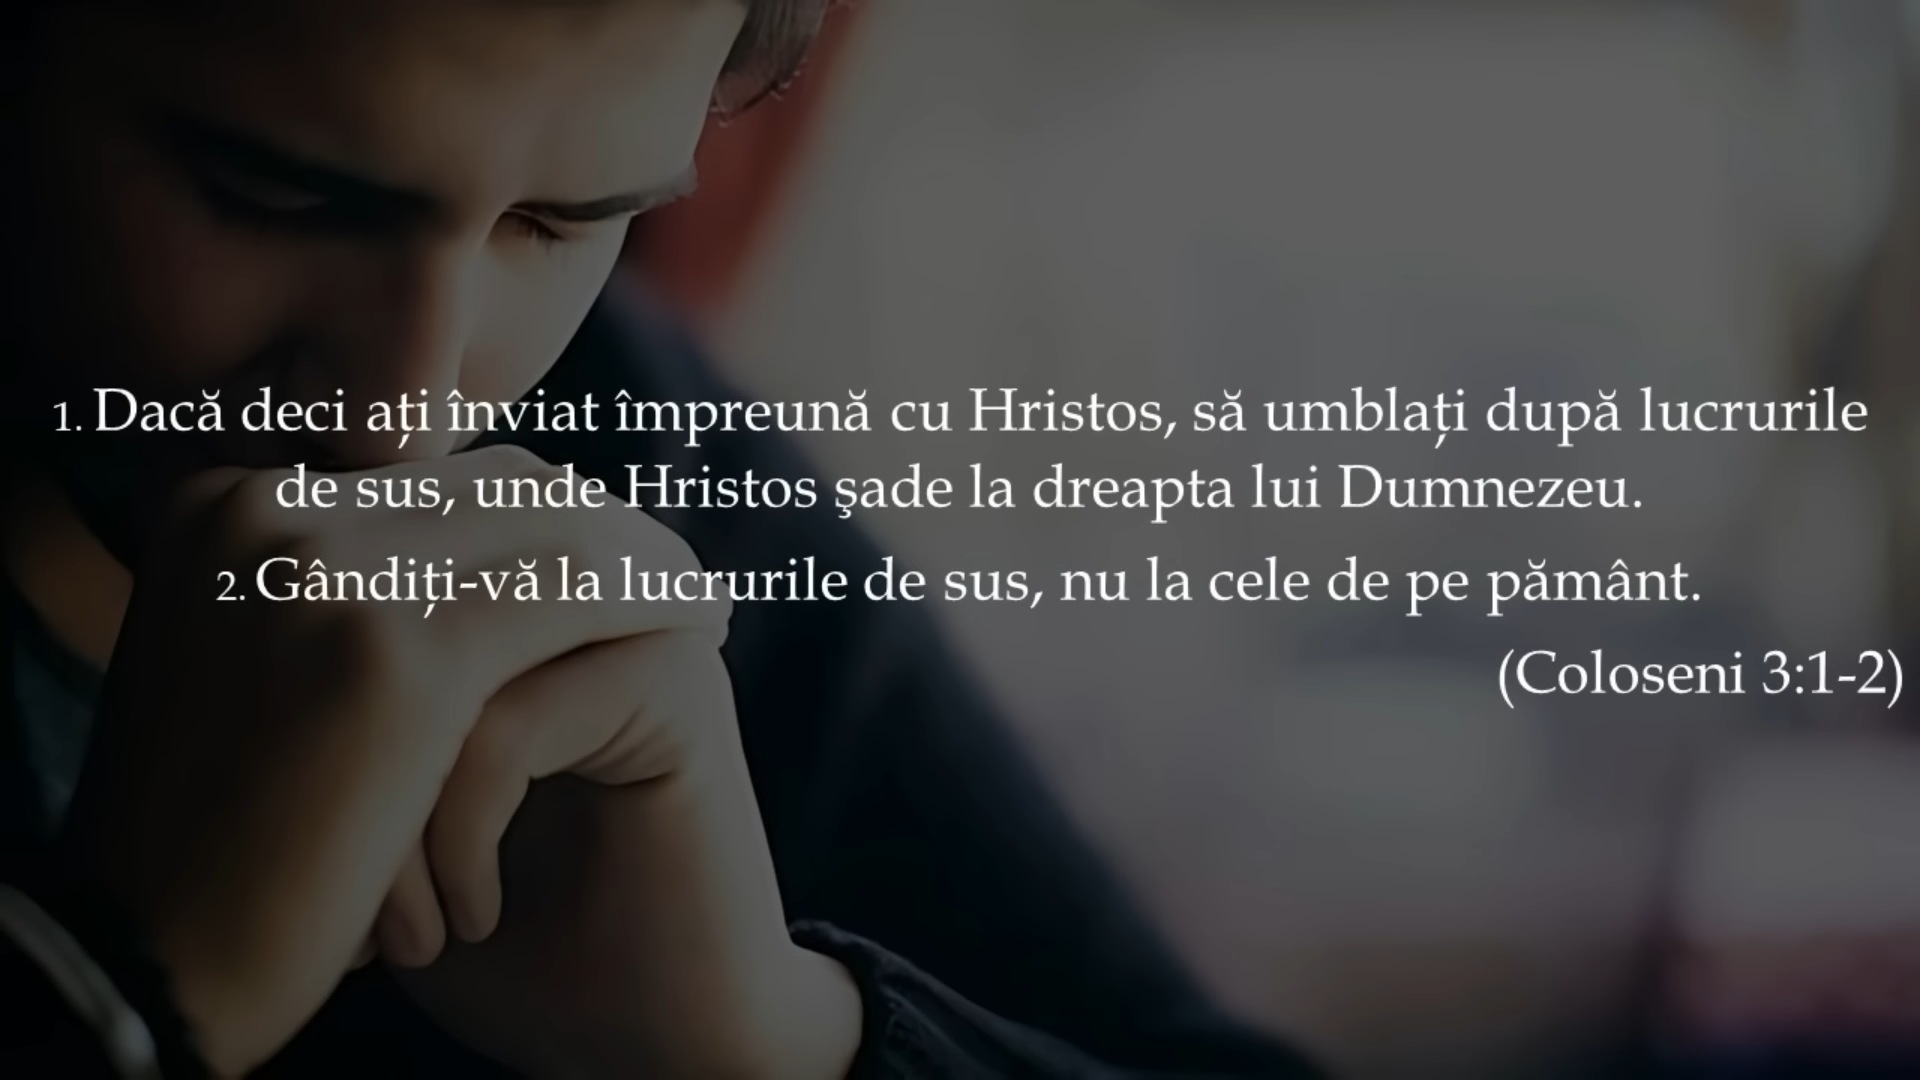 1. Dacă deci ați înviat împreună cu Hristos, să umblați după lucrurile
de sus, unde Hristos şade la dreapta lui Dumnezeu.
2. Gândiți-vă la lucrurile de sus, nu la cele de pe pământ.
(Coloseni 3:1-2)